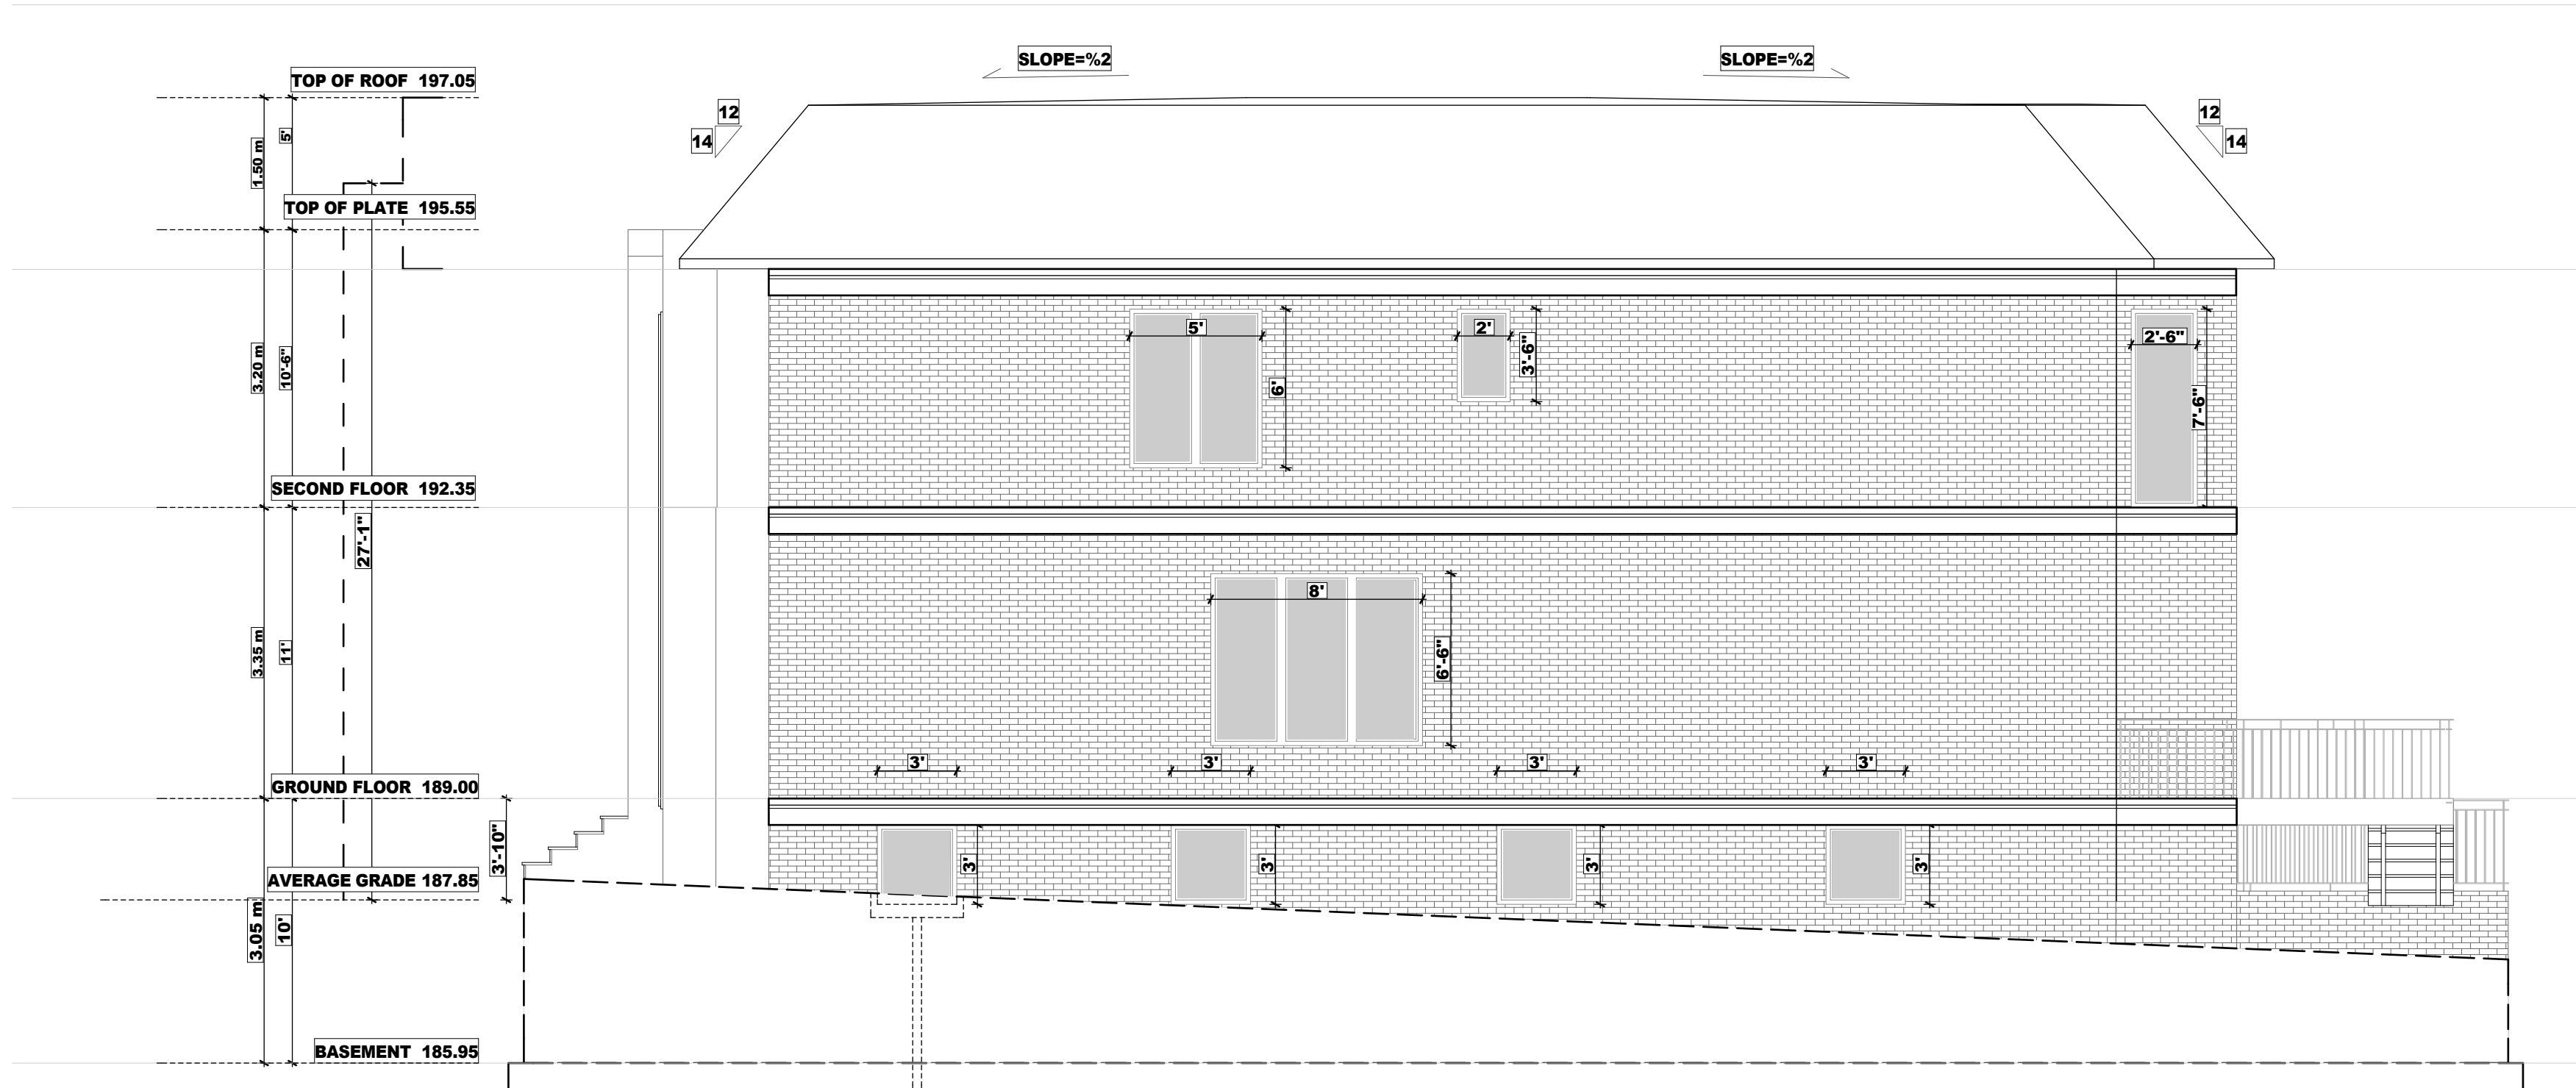 SLOPE=%2
SLOPE=%2
TOP OF ROOF 197.05
12
14
12
14
5'
1.50 m
TOP OF PLATE 195.55
5'
2'
2'-6"
3'-6"
6'
7'-6"
3.20 m
10'-6"
SECOND FLOOR 192.35
27'-1"
8'
6'-6"
3.35 m
11'
3'
3'
3'
3'
GROUND FLOOR 189.00
3'-10"
3'
3'
3'
3'
AVERAGE GRADE 187.85
3.05 m
10'
BASEMENT 185.95